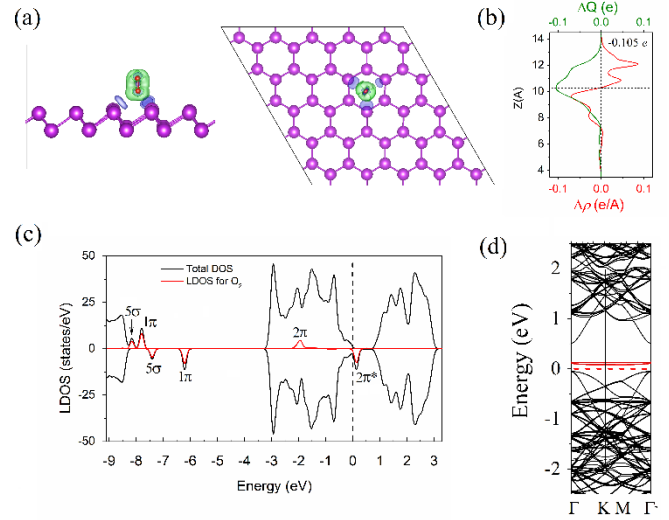 (a)
(b)
ΔQ (e)
-0.1 0.0 0.1
-0.105 e
Z(A)
14
12
10
8
6
4
-0.1 0.0 0.1
Δρ (e/A)
(c)
50
25
0
-25
-50
LDOS (states/eV)
Total DOS
LDOS for O₂
5σ
1π
5σ
1π
2π
2π*
-9 -8 -7 -6 -5 -4 -3 -2 -1 0 1 2 3
Energy (eV)
(d)
Energy (eV)
2
1
0
-1
-2
Γ K M Γ